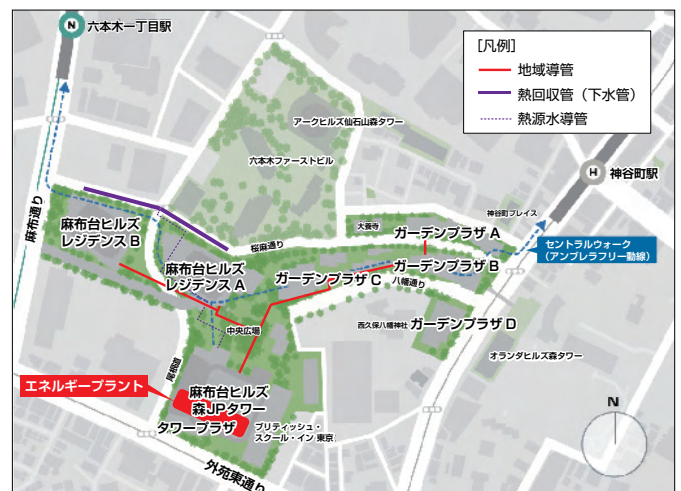 N 六本木一丁目駅
[凡例]
地域導管
熱回収管（下水管）
熱源水導管
アークヒルズ仙石山森タワー
六本木ファーストビル
H 神谷町駅
麻布通り
神谷町プレイス
大養寺
ガーデンプラザ A
麻布台ヒルズ
レジデンス B
桜麻通り
セントラルウォーク
（アンブレラフリー動線）
麻布台ヒルズ
レジデンス A
ガーデンプラザ B
ガーデンプラザ C
八幡通り
中央広場
西久保八幡神社
ガーデンプラザ D
オランダヒルズ森タワー
尾根道
エネルギープラント
麻布台ヒルズ
森JPタワー
タワープラザ
ブリティッシュ・
スクール・イン 東京
外苑東通り
N